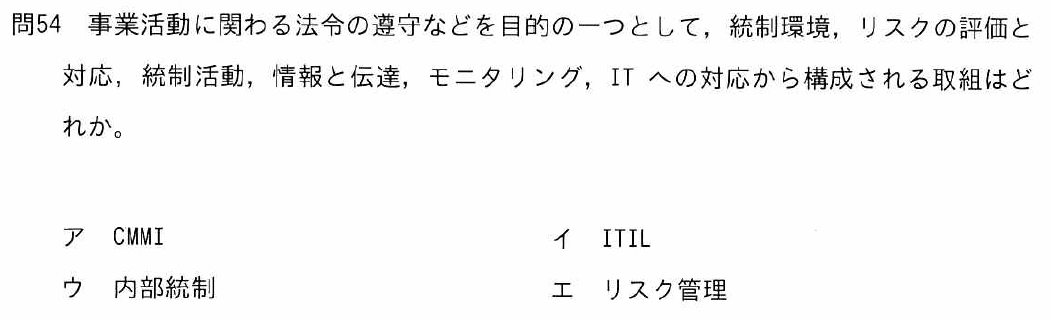 問54 事業活動に関わる法令の遵守などを目的の一つとして，統制環境，リスクの評価と
対応，統制活動，情報と伝達，モニタリング，IT への対応から構成される取組はど
れか。
ア CMMI イ ITIL
ウ 内部統制 エ リスク管理